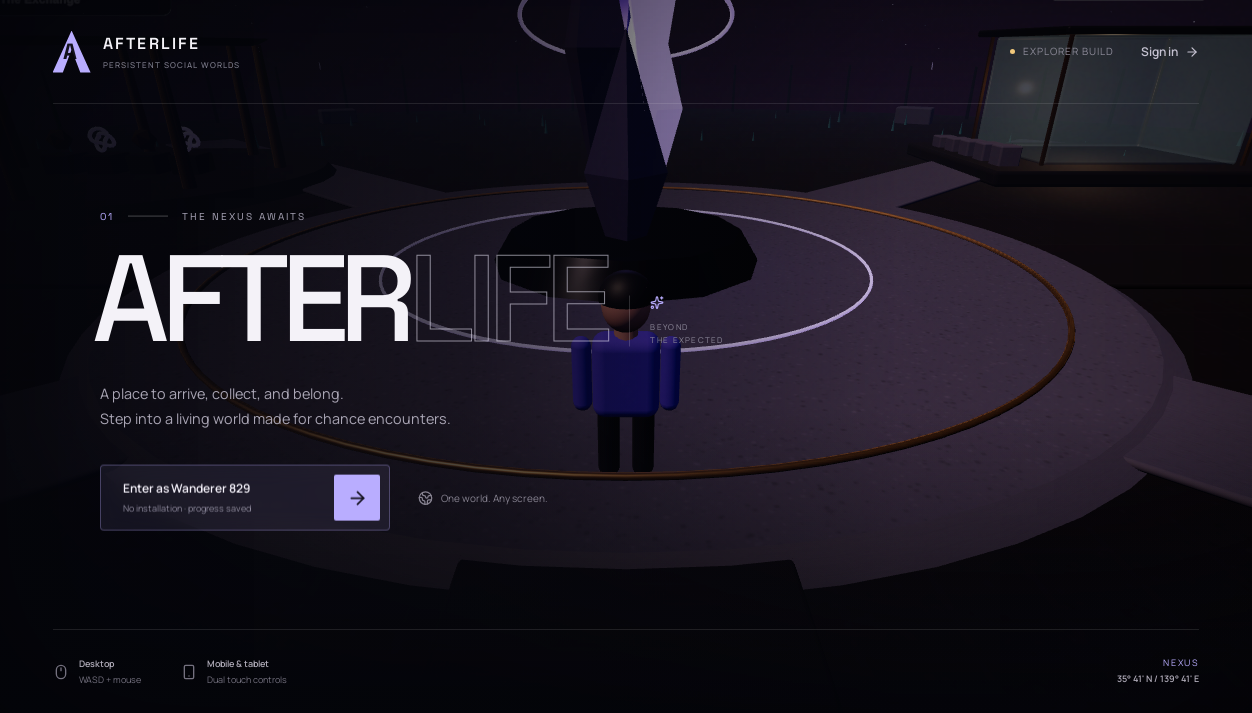 The Exchange
AFTERLIFE
PERSISTENT SOCIAL WORLDS
EXPLORER BUILD
Sign in
01
THE NEXUS AWAITS
AFTERLIFE
BEYOND
THE EXPECTED
A place to arrive, collect, and belong.
Step into a living world made for chance encounters.
Enter as Wanderer 829
No installation · progress saved
One world. Any screen.
Desktop
WASD + mouse
Mobile & tablet
Dual touch controls
NEXUS
35° 41' N / 139° 41' E